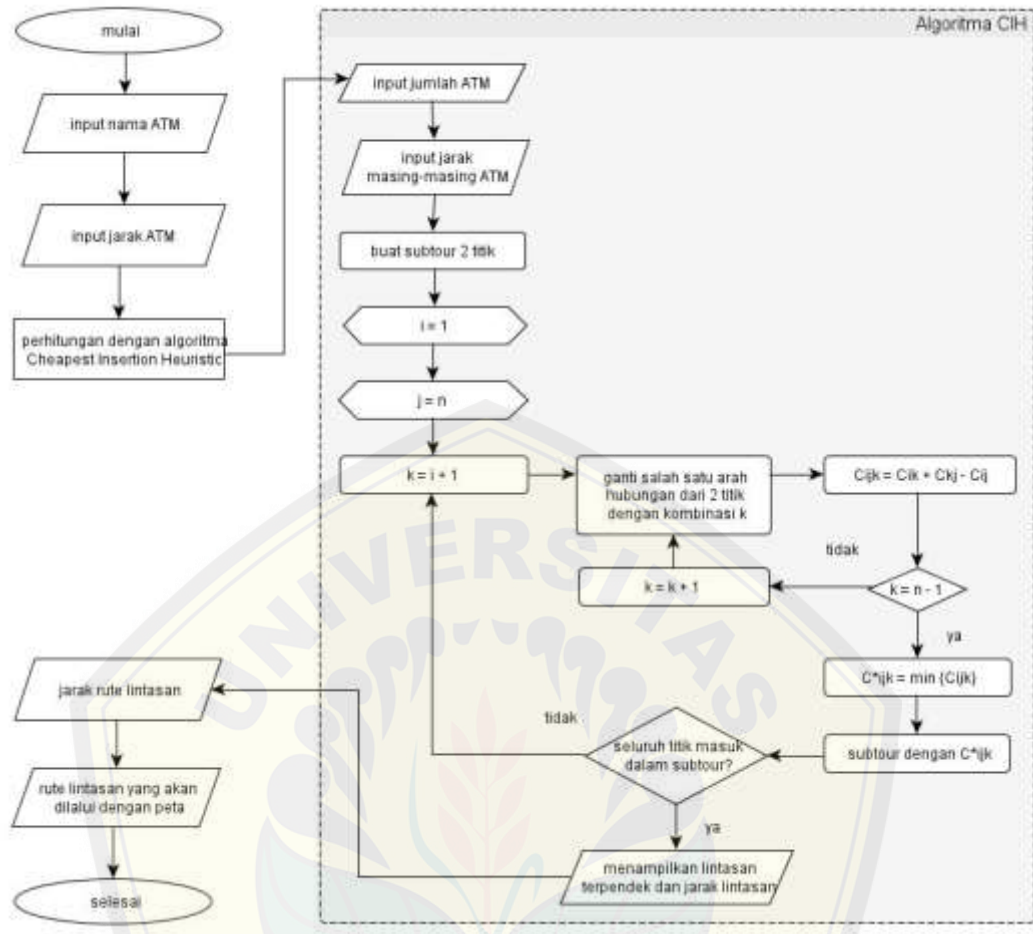 mulai
input nama ATM
input jarak ATM
perhitungan dengan algoritma
Cheapest Insertion Heuristic
Algoritma CIH
input jumlah ATM
input jarak
masing-masing ATM
buat subtour 2 titik
i = 1
j = n
k = i + 1
ganti salah satu arah
hubungan dari 2 titik
dengan kombinasi k
Cijk = Cik + Ckj - Cij
tidak
k = n - 1
k = k + 1
ya
C*ijk = min {Cijk}
subtour dengan C*ijk
seluruh titik masuk
dalam subtour?
tidak
ya
menampilkan lintasan
terpendek dan jarak lintasan
jarak rute lintasan
rute lintasan yang akan
dilalui dengan peta
selesai
UNIVERSITAS